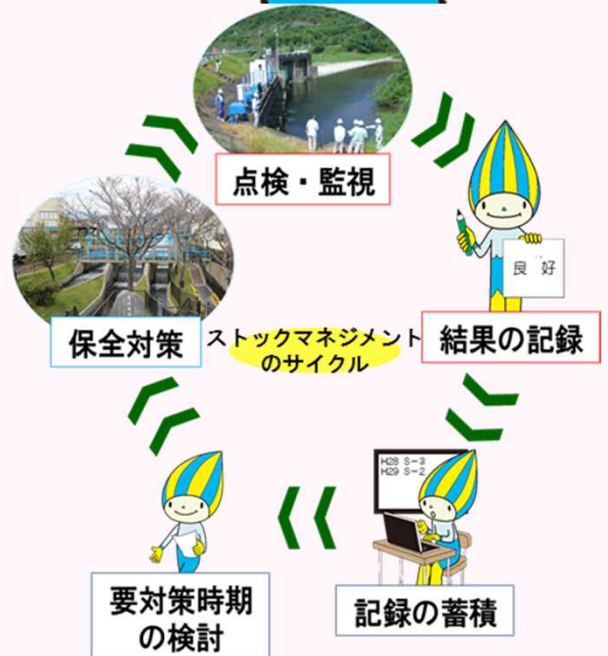 点検・監視
良 好
結果の記録
H28 S-3
H29 S-2
記録の蓄積
要対策時期
の検討
保全対策
ストックマネジメント
のサイクル